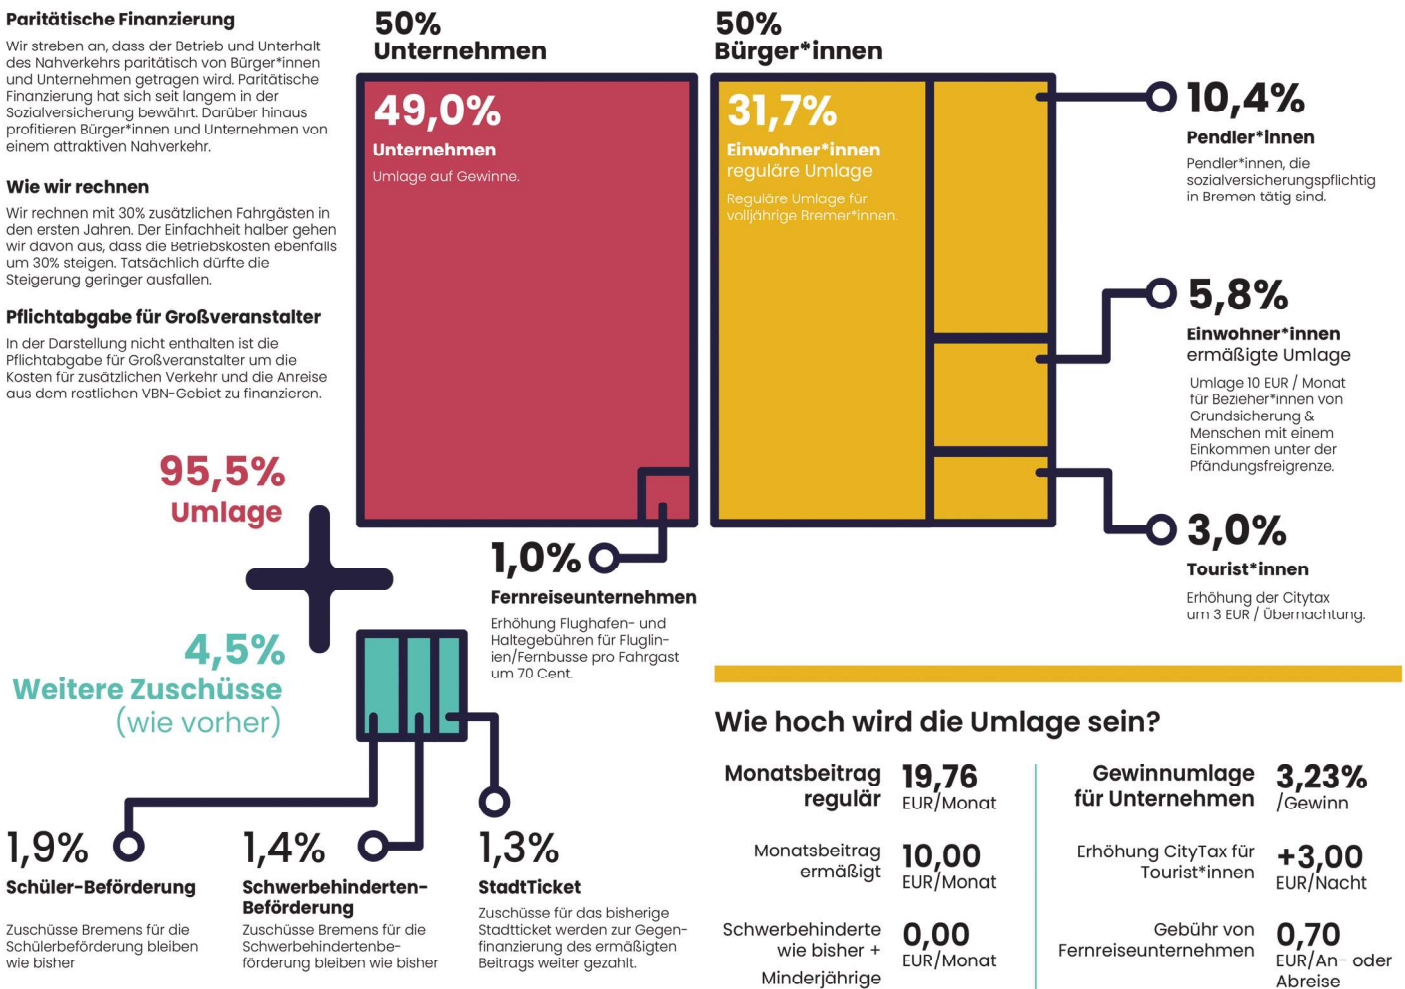 Paritätische Finanzierung
Wir streben an, dass der Betrieb und Unterhalt
des Nahverkehrs paritätisch von Bürger*innen
und Unternehmen getragen wird. Paritätische
Finanzierung hat sich seit langem in der
Sozialversicherung bewährt. Darüber hinaus
profitieren Bürger*innen und Unternehmen von
einem attraktiven Nahverkehr.
Wie wir rechnen
Wir rechnen mit 30% zusätzlichen Fahrgästen in
den ersten Jahren. Der Einfachheit halber gehen
wir davon aus, dass die Betriebskosten ebenfalls
um 30% steigen. Tatsächlich dürfte die
Steigerung geringer ausfallen.
Pflichtabgabe für Großveranstalter
In der Darstellung nicht enthalten ist die
Pflichtabgabe für Großveranstalter um die
Kosten für zusätzlichen Verkehr und die Anreise
aus dem restlichen VBN-Gebiet zu finanzieren.
50%
Unternehmen
49,0%
Unternehmen
Umlage auf Gewinne.
50%
Bürger*innen
31,7%
Einwohner*innen
reguläre Umlage
Reguläre Umlage für
volljährige Bremer*innen.
10,4%
Pendler*Innen
Pendler*innen, die
sozialversicherungspflichtig
in Bremen tätig sind.
5,8%
Einwohner*innen
ermäßigte Umlage
Umlage 10 EUR / Monat
für Bezieher*innen von
Grundsicherung &
Menschen mit einem
Einkommen unter der
Pfändungsfreigrenze.
3,0%
Tourist*innen
Erhöhung der Citytax
um 3 EUR / Übernachtung.
1,0%
Fernreiseunternehmen
Erhöhung Flughafen- und
Haltegebühren für Fluglin-
ien/Fernbusse pro Fahrgast
um 70 Cent.
95,5%
Umlage
4,5%
Weitere Zuschüsse
(wie vorher)
1,9%
Schüler-Beförderung
Zuschüsse Bremens für die
Schülerbeförderung bleiben
wie bisher
1,4%
Schwerbehinderten-
Beförderung
Zuschüsse Bremens für die
Schwerbehindertenbe-
förderung bleiben wie bisher
1,3%
StadtTicket
Zuschüsse für das bisherige
Stadtticket werden zur Gegen-
finanzierung des ermäßigten
Beitrags weiter gezahlt.
Wie hoch wird die Umlage sein?
Monatsbeitrag
regulär
19,76
EUR/Monat
Monatsbeitrag
ermäßigt
10,00
EUR/Monat
Schwerbehinderte
wie bisher +
Minderjährige
0,00
EUR/Monat
Gewinnumlage
für Unternehmen
3,23%
/Gewinn
Erhöhung CityTax für
Tourist*innen
+3,00
EUR/Nacht
Gebühr von
Fernreiseunternehmen
0,70
EUR/An- oder
Abreise